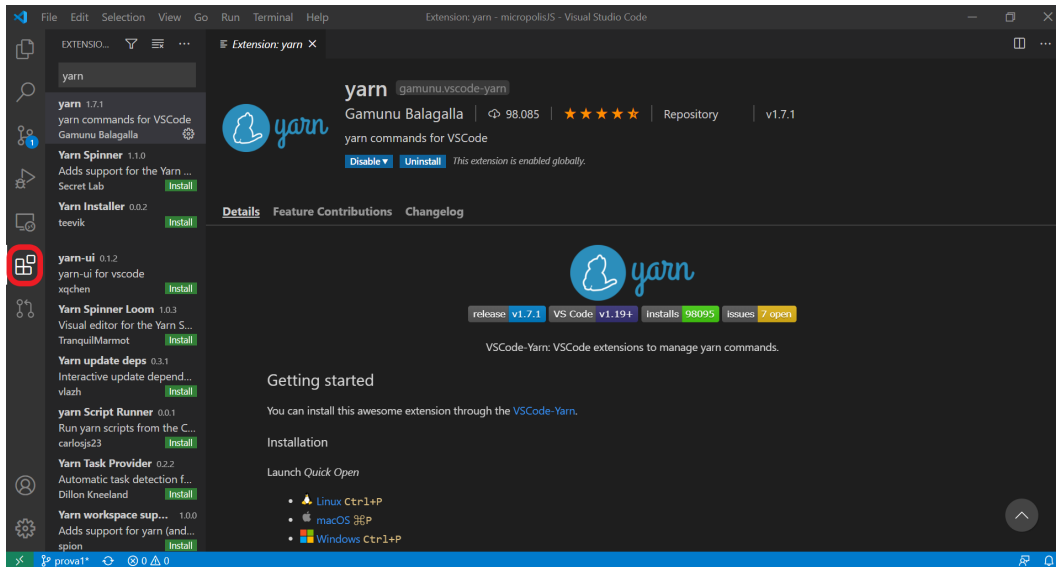 File Edit Selection View Go Run Terminal Help
Extension: yarn - micropolisJS - Visual Studio Code
EXTENSIO...
Extension: yarn
yarn
yarn 1.7.1
yarn commands for VSCode
Gamunu Balagalla
Yarn Spinner 1.1.0
Adds support for the Yarn ...
Secret Lab Install
Yarn Installer 0.0.2
teevik Install
yarn-ui 0.1.2
yarn-ui for vscode
xqchen Install
Yarn Spinner Loom 1.0.3
Visual editor for the Yarn S...
TranquilMarmot Install
Yarn update deps 0.3.1
Interactive update depend...
vlazh Install
yarn Script Runner 0.0.1
Run yarn scripts from the C...
carlosjs23 Install
Yarn Task Provider 0.2.2
Automatic task detection f...
Dillon Kneeland Install
Yarn workspace sup... 1.0.0
Adds support for yarn (and...
spion Install
yarn
yarn gamunu.vscode-yarn
Gamunu Balagalla 98.085 Repository v1.7.1
yarn commands for VSCode
Disable Uninstall This extension is enabled globally.
Details Feature Contributions Changelog
yarn
release v1.7.1 VS Code v1.19+ installs 98095 issues 7 open
VSCode-Yarn: VSCode extensions to manage yarn commands.
Getting started
You can install this awesome extension through the VSCode-Yarn.
Installation
Launch Quick Open
Linux Ctrl+P
macOS ⌘P
Windows Ctrl+P
1
prova1* 0 0